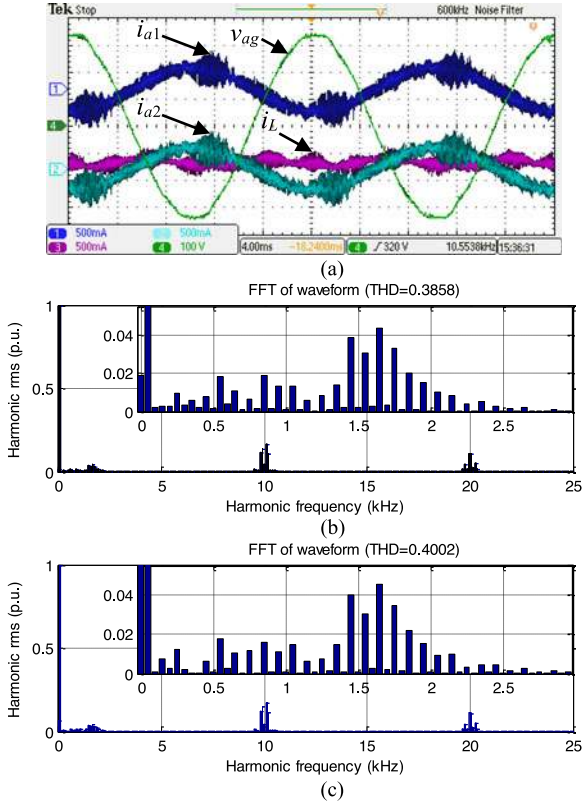 Tek Stop 600kHz Noise Filter
ia1
vag
1
4
ia2
iL
2
1 500mA 2 500mA
3 500mA 4 100 V
4.00ms -18.2400ms 4 320 V 10.5538kHz 15:36:31
(a)
FFT of waveform (THD=0.3858)
Harmonic rms (p.u.)
1
0.5
0
0.04
0.02
0
0 0.5 1 1.5 2 2.5
0 5 10 15 20 25
Harmonic frequency (kHz)
(b)
FFT of waveform (THD=0.4002)
Harmonic rms (p.u.)
1
0.5
0
0.04
0.02
0
0 0.5 1 1.5 2 2.5
0 5 10 15 20 25
Harmonic frequency (kHz)
(c)